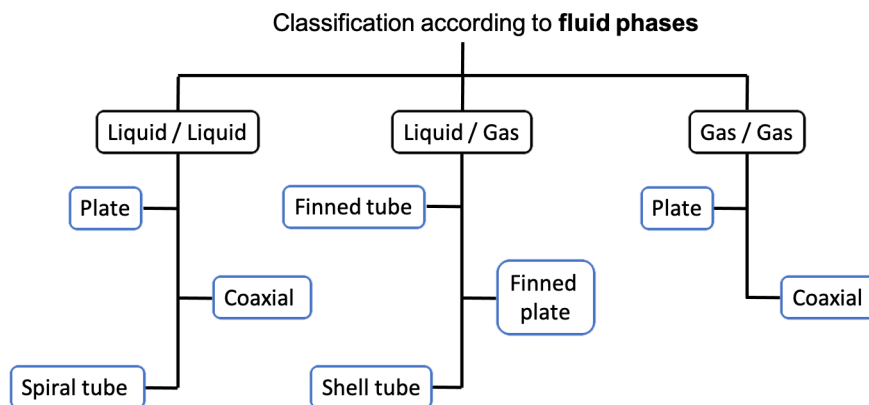 Classification according to fluid phases
Liquid / Liquid
Liquid / Gas
Gas / Gas
Plate
Finned tube
Plate
Coaxial
Finned
plate
Coaxial
Spiral tube
Shell tube